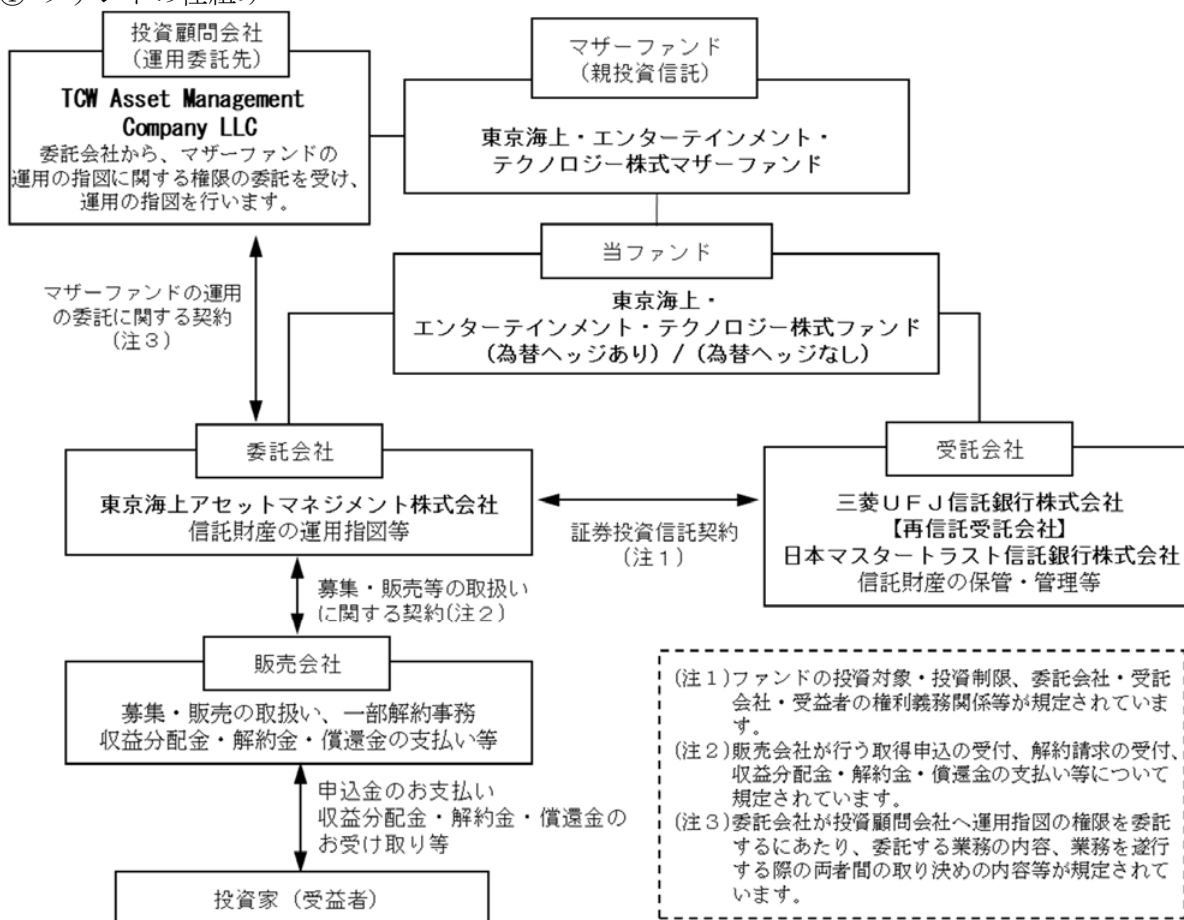 投資顧問会社
(運用委託先)
TCW Asset Management
Company LLC
委託会社から、マザーファンドの
運用の指図に関する権限の委託を受け、
運用の指図を行います。
マザーファンド
(親投資信託)
東京海上・エンターテインメント・
テクノロジー株式マザーファンド
当ファンド
東京海上・
エンターテインメント・テクノロジー株式ファンド
(為替ヘッジあり) / (為替ヘッジなし)
マザーファンドの運用
の委託に関する契約
(注３)
委託会社
東京海上アセットマネジメント株式会社
信託財産の運用指図等
証券投資信託契約
(注１)
受託会社
三菱ＵＦＪ信託銀行株式会社
【再信託受託会社】
日本マスタートラスト信託銀行株式会社
信託財産の保管・管理等
募集・販売等の取扱い
に関する契約(注２)
販売会社
募集・販売の取扱い、一部解約事務
収益分配金・解約金・償還金の支払い等
申込金のお支払い
収益分配金・解約金・償還金の
お受け取り等
投資家（受益者）
(注１)ファンドの投資対象・投資制限、委託会社・受託
会社・受益者の権利義務関係等が規定されていま
す。
(注２)販売会社が行う取得申込の受付、解約請求の受付、
収益分配金・解約金・償還金の支払い等について
規定されています。
(注３)委託会社が投資顧問会社へ運用指図の権限を委託
するにあたり、委託する業務の内容、業務を遂行
する際の両者間の取り決めの内容等が規定されて
います。